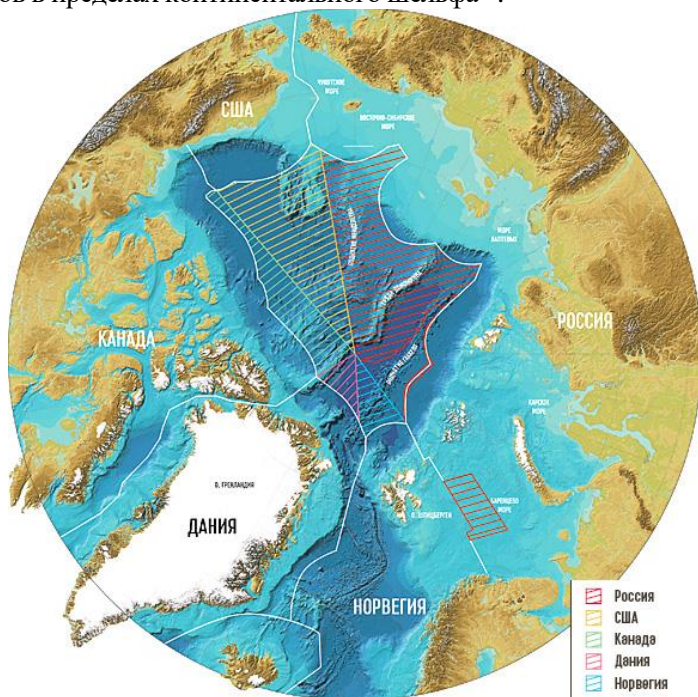 ов в пределах континентального шельфа
США
ЧУКОТСКОЕ
МОРЕ
ВОСТОЧНО-СИБИРСКОЕ
МОРЕ
МОРЕ
ЛАПТЕВЫХ
РОССИЯ
КАНАДА
КАРСКОЕ
МОРЕ
О. ГРЕНЛАНДИЯ
ДАНИЯ
О. ШПИЦБЕРГЕН
БАРЕНЦЕВО
МОРЕ
НОРВЕГИЯ
Россия
США
Канада
Дания
Норвегия